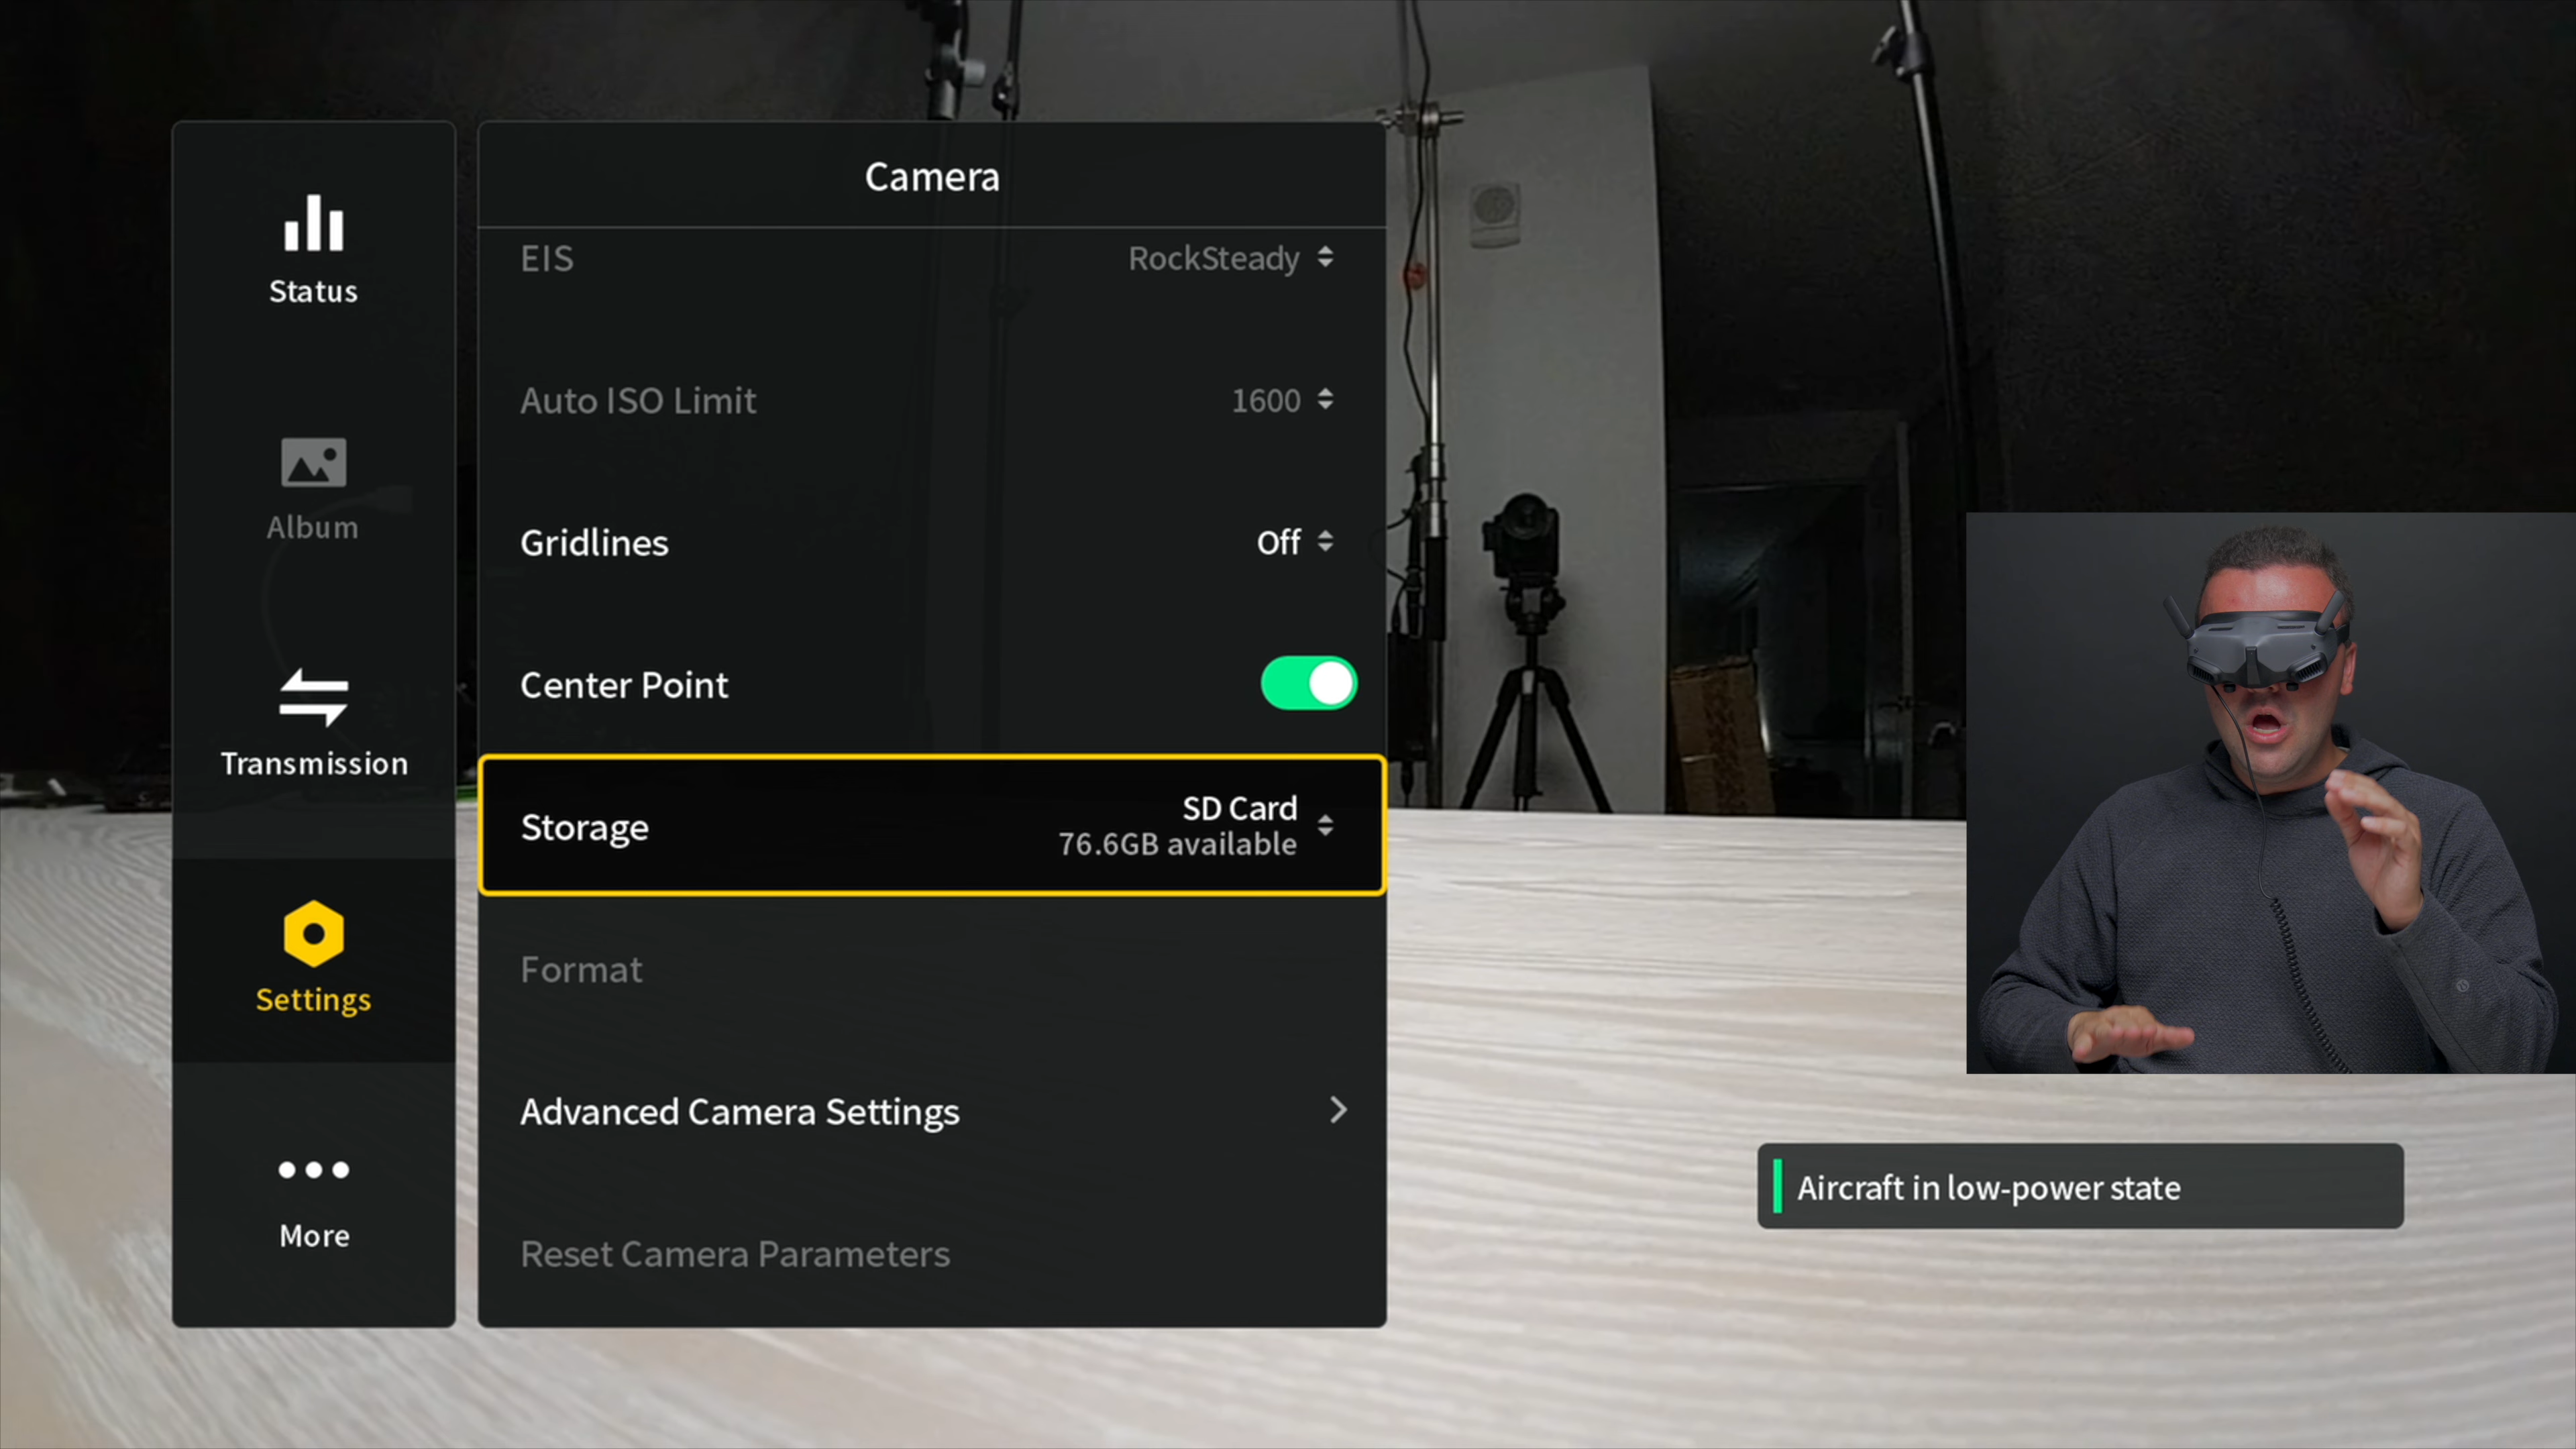 Status
Album
Transmission
Settings
More
Camera
EIS RockSteady
Auto ISO Limit 1600
Gridlines Off
Center Point
Storage SD Card
76.6GB available
Format
Advanced Camera Settings
Reset Camera Parameters
Aircraft in low-power state